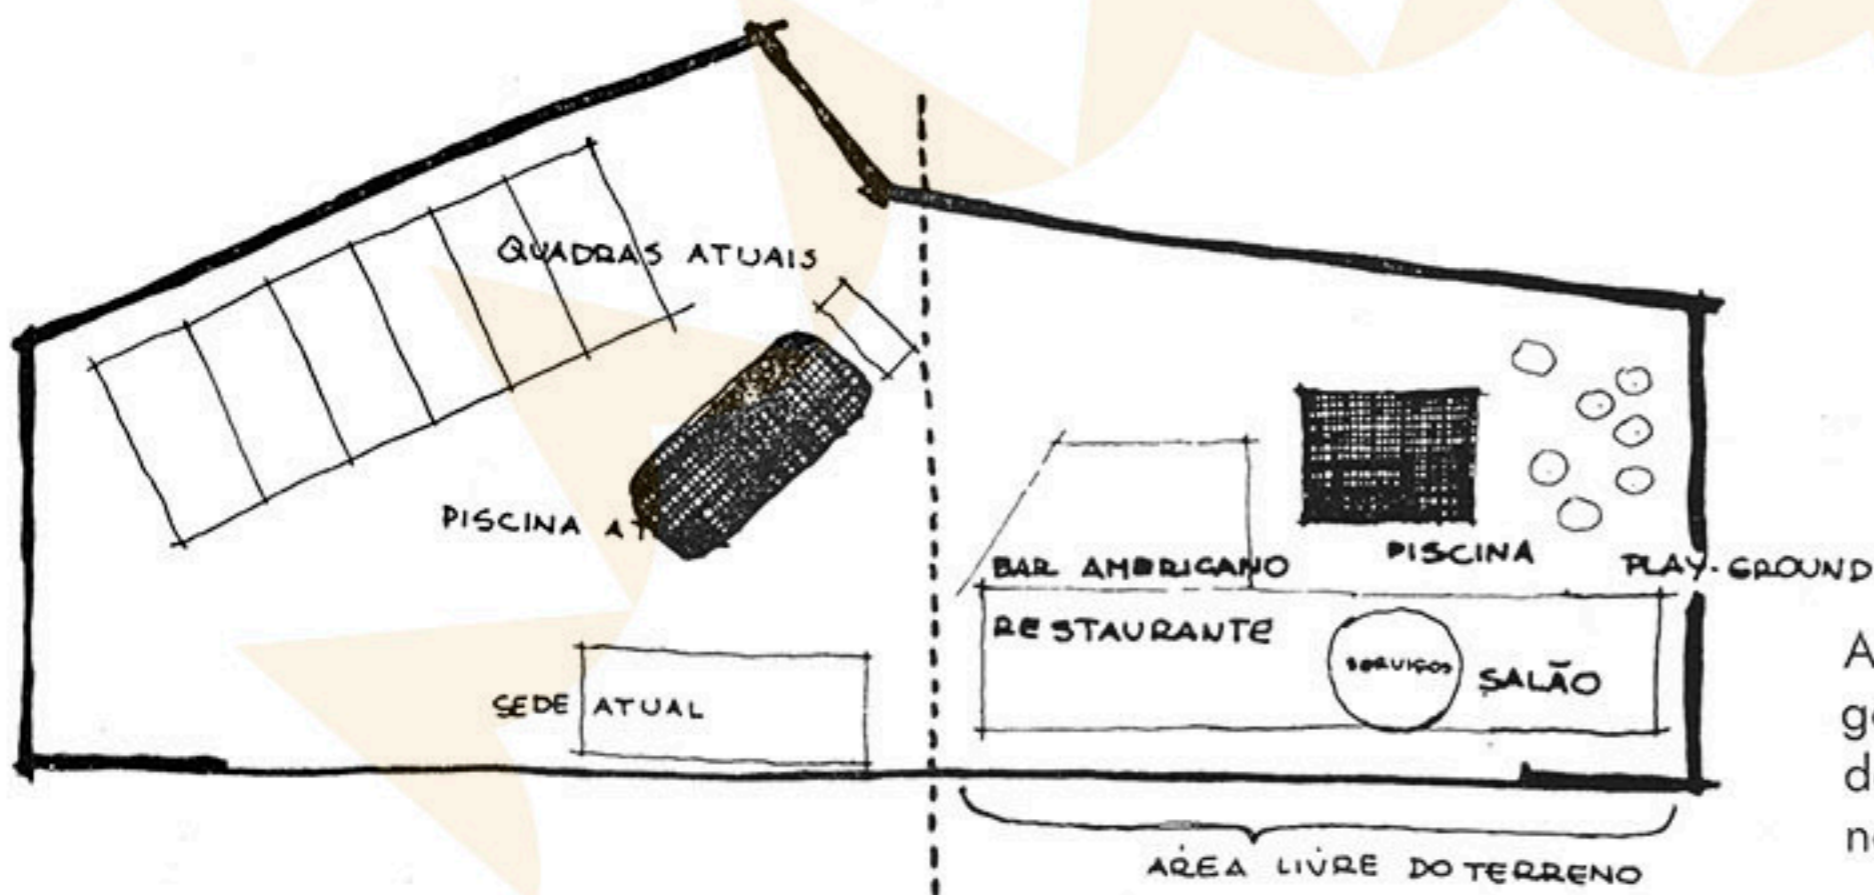 QUADRAS ATUAIS
PISCINA AT
BAR AMERICANO
PISCINA
PLAY-GROUND
RESTAURANTE
SERVIÇOS
SALÃO
SEDE ATUAL
ÁREA LIVRE DO TERRENO